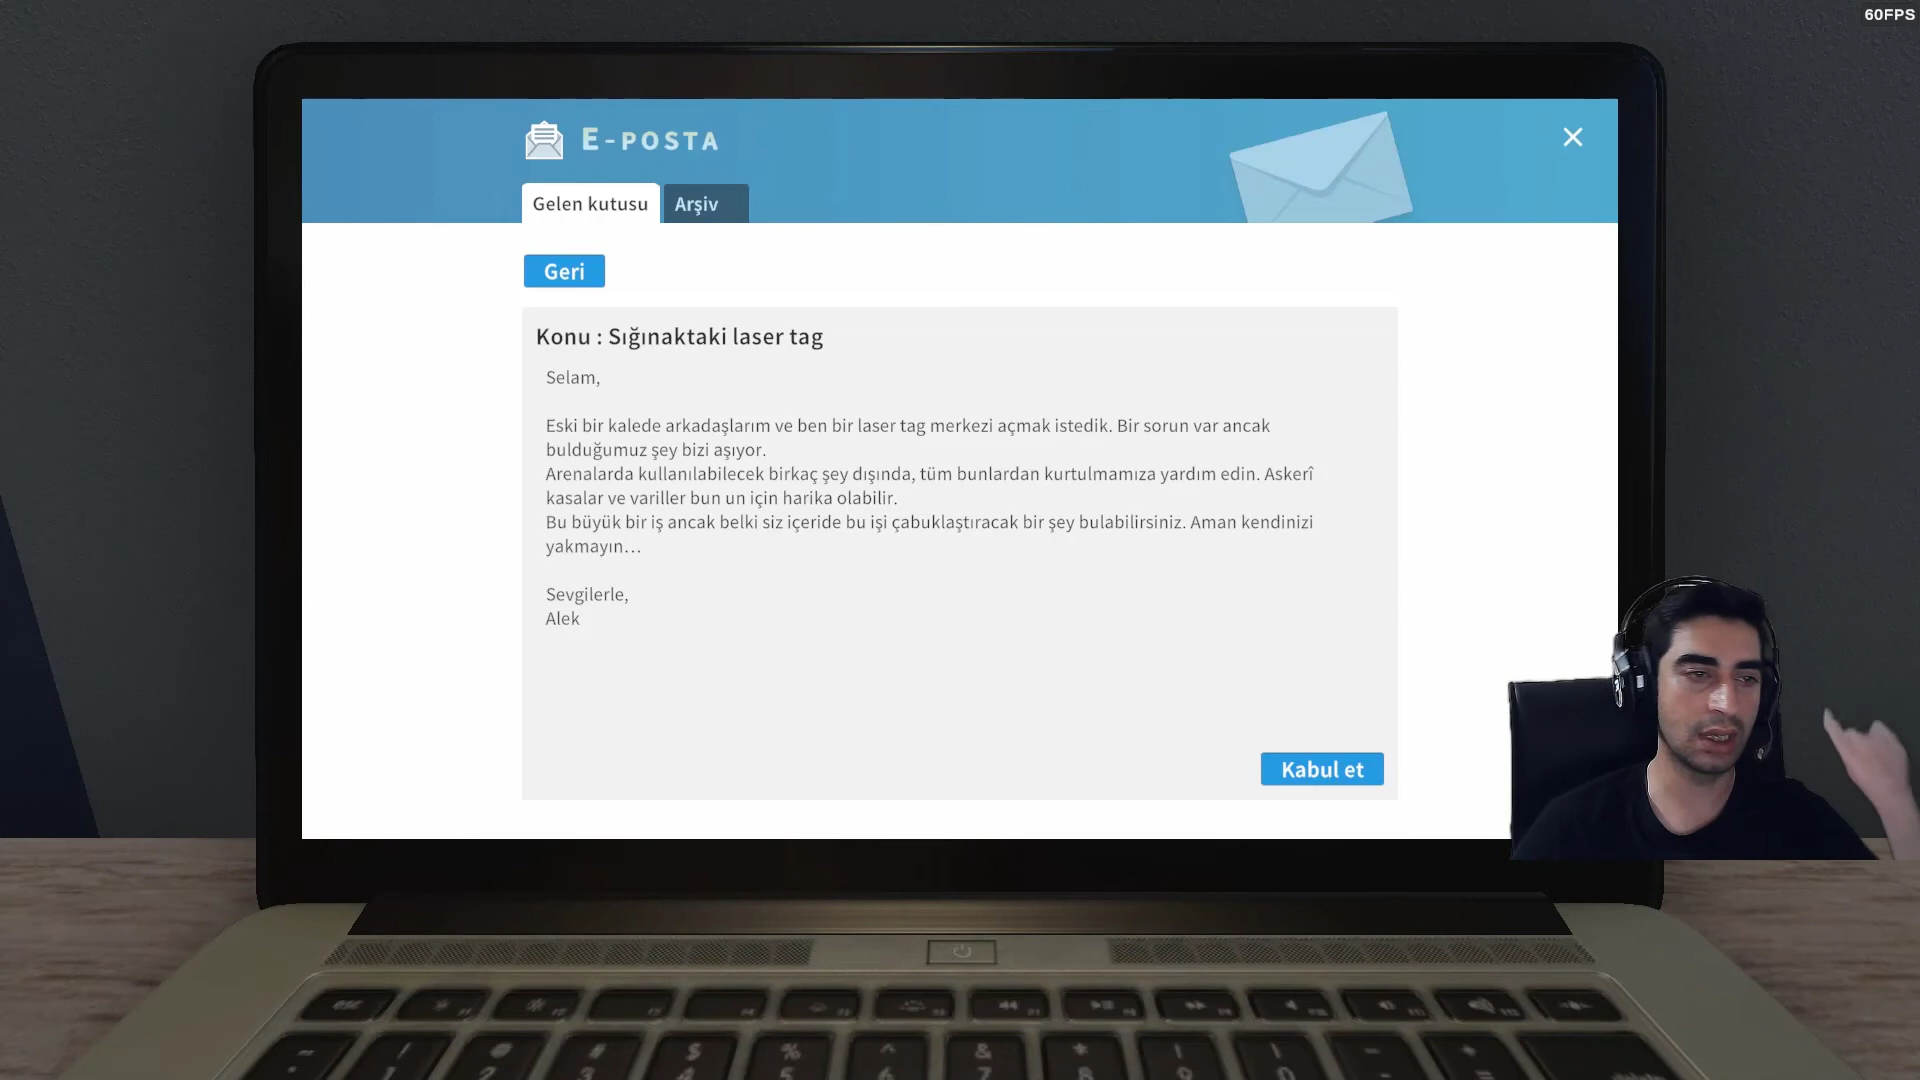 60FPS
E-POSTA
Gelen kutusu
Arşiv
Geri
Konu : Sığınaktaki laser tag
Selam,
Eski bir kalede arkadaşlarım ve ben bir laser tag merkezi açmak istedik. Bir sorun var ancak
bulduğumuz şey bizi aşıyor.
Arenalarda kullanılabilecek birkaç şey dışında, tüm bunlardan kurtulmamıza yardım edin. Askerî
kasalar ve variller bun un için harika olabilir.
Bu büyük bir iş ancak belki siz içeride bu işi çabuklaştıracak bir şey bulabilirsiniz. Aman kendinizi
yakmayın…
Sevgilerle,
Alek
Kabul et
esc